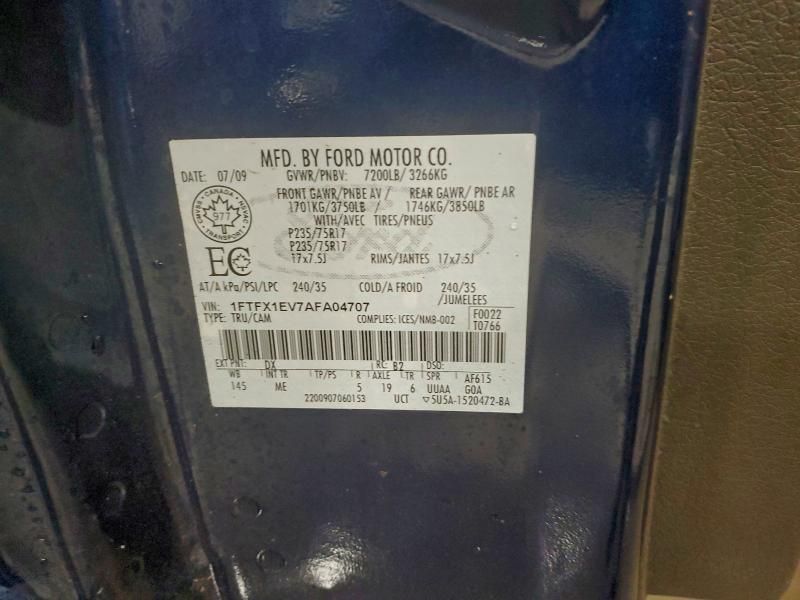 MFD. BY FORD MOTOR CO.
DATE: 07/09 GVWR/PNBV: 7200LB/ 3266KG
FRONT GAWR/PNBE AV / REAR GAWR/ PNBE AR
1701KG/3750LB 1746KG/3850LB
WITH/AVEC TIRES/PNEUS
P235/75R17
P235/75R17
17x7.5J RIMS/JANTES 17x7.5J
CANADA
977
TRANSPORT
EC
AT/A kPa/PSI/LPC 240/35 COLD/A FROID 240/35
/JUMELEES
VIN: 1FTFX1EV7AFA04707
TYPE: TRU/CAM COMPLIES: ICES/NMB-002
F0022
T0766
EXT PNT: DX RC: B2 DSO:
WB INT TR TP/PS R AXLE TR SPR AF615
145 ME 5 19 6 UUAA G0A
2200907060153 UCT ▽5U5A-1520472-BA